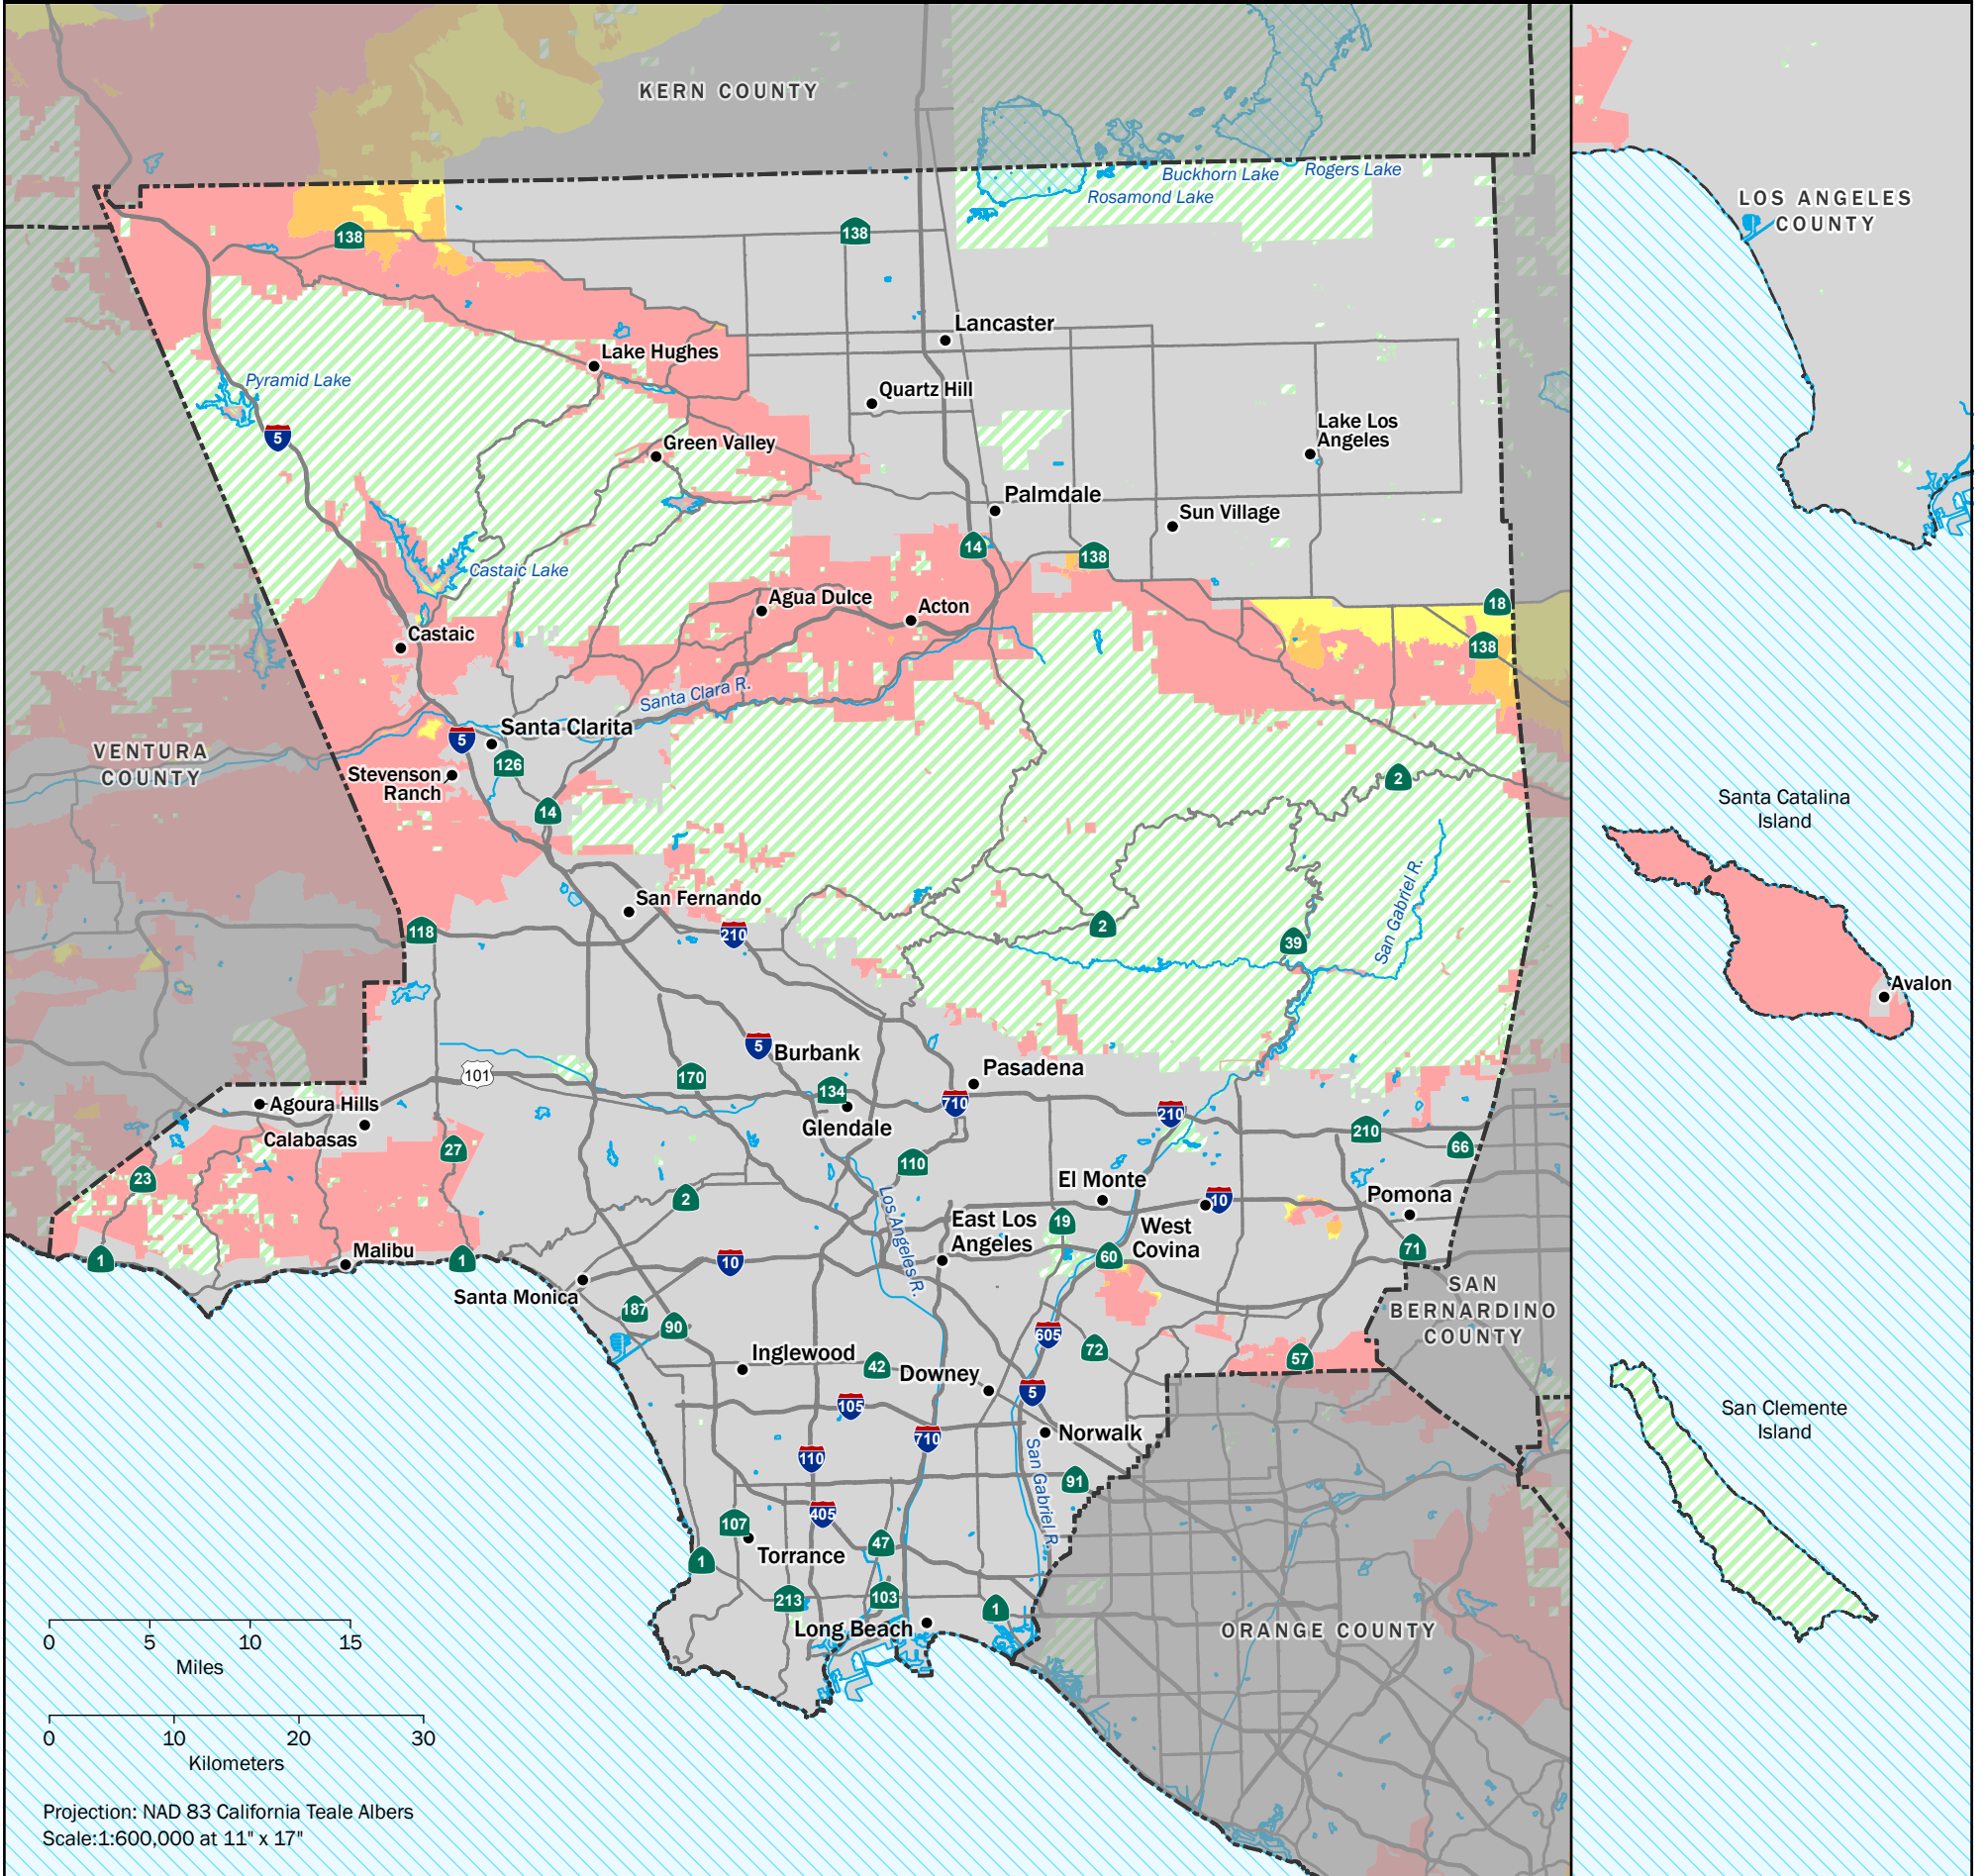 KERN COUNTY
Buckhorn Lake
Rogers Lake
Rosamond Lake
LOS ANGELES
COUNTY
138
138
Lancaster
Lake Hughes
Pyramid Lake
Quartz Hill
5
Green Valley
Lake Los
Angeles
Palmdale
Sun Village
14
138
Castaic Lake
Agua Dulce
Acton
18
Castaic
138
Santa Clara R.
Santa Clarita
5
VENTURA
COUNTY
126
Stevenson
Ranch
2
14
Santa Catalina
Island
San Fernando
118
210
2
39
San Gabriel R.
Avalon
5
Burbank
101
170
Pasadena
134
Agoura Hills
710
210
Glendale
210
Calabasas
27
66
110
23
El Monte
2
10
Pomona
Los Angeles R.
East Los
Angeles
19
West
Covina
71
1
Malibu
1
10
60
SAN
BERNARDINO
COUNTY
Santa Monica
187
90
605
72
57
Inglewood
42
Downey
5
105
San Clemente
Island
110
710
Norwalk
San Gabriel R.
91
107
405
47
Torrance
1
213
103
1
Long Beach
ORANGE COUNTY
0 5 10 15
Miles
0 10 20 30
Kilometers
Projection: NAD 83 California Teale Albers
Scale:1:600,000 at 11" x 17"